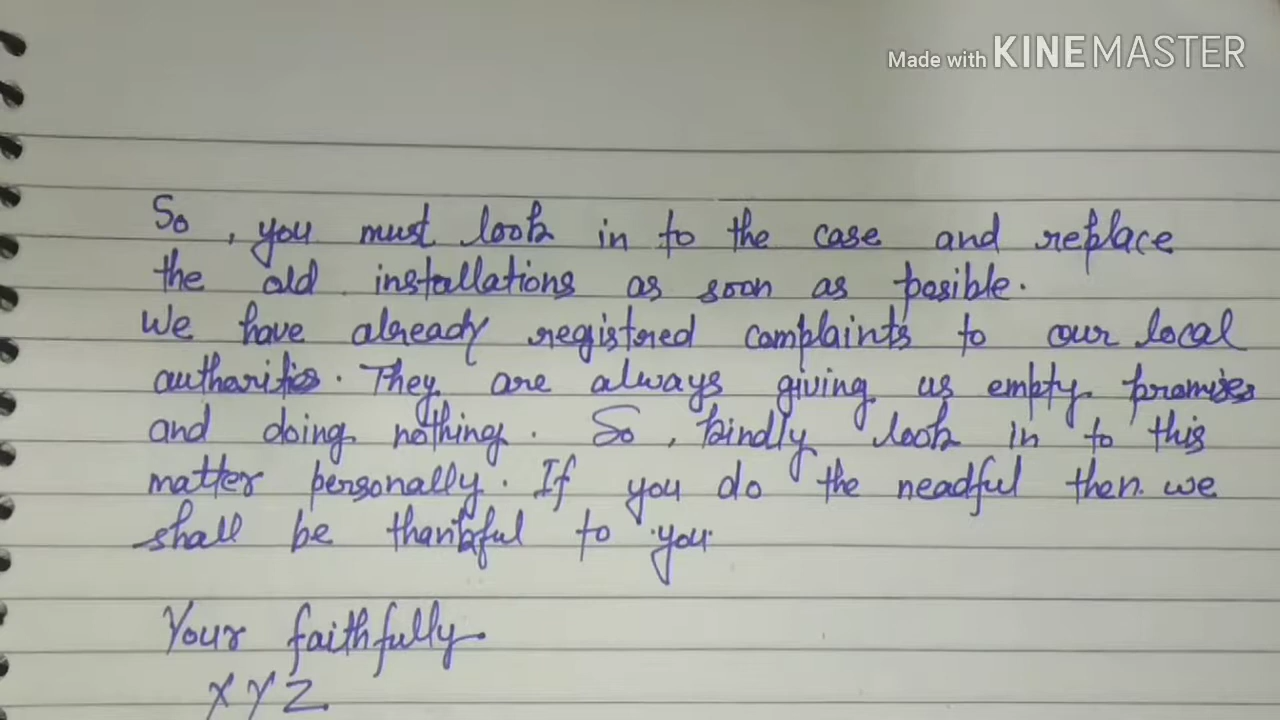 Made with KINEMASTER
So, you must look in to the case and replace
the old installations as soon as posible.
We have already registred complaints to our local
autharities. They are always giving us empty promises
and doing nothing. So, kindly look in to this
matter personally. If you do the neadful then we
shall be thankful to you.
Your faithfully
XYZ